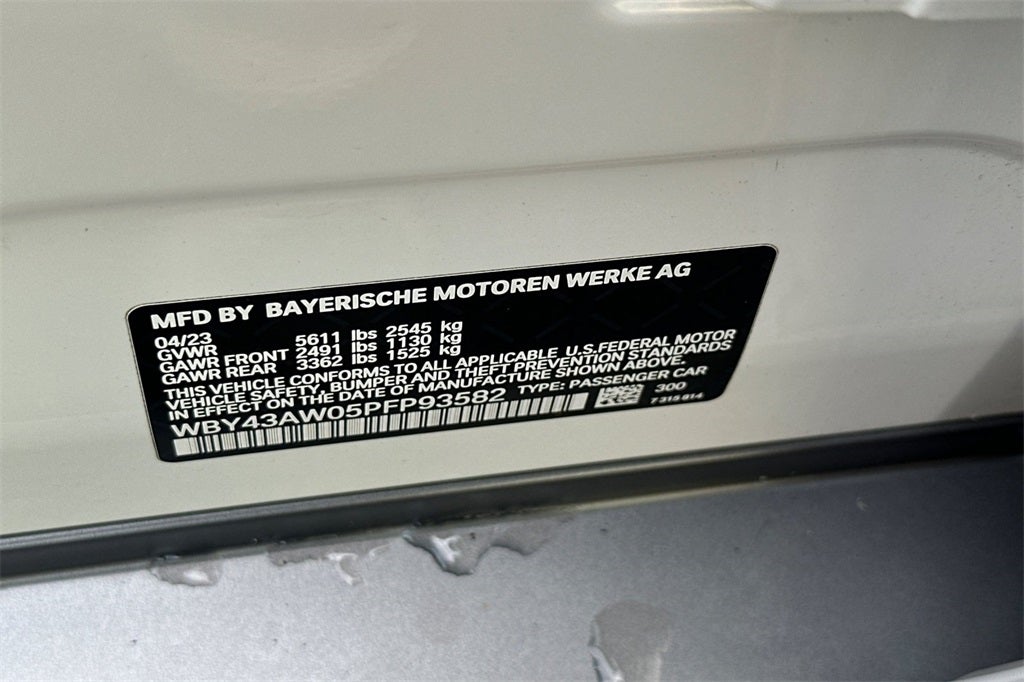 MFD BY BAYERISCHE MOTOREN WERKE AG
04/23
GVWR 5611 lbs 2545 kg
GAWR FRONT 2491 lbs 1130 kg
GAWR REAR 3362 lbs 1525 kg
THIS VEHICLE CONFORMS TO ALL APPLICABLE U.S.FEDERAL MOTOR
VEHICLE SAFETY, BUMPER AND THEFT PREVENTION STANDARDS
IN EFFECT ON THE DATE OF MANUFACTURE SHOWN ABOVE.
WBY43AW05PFP93582 TYPE: PASSENGER CAR
300
7 315 814